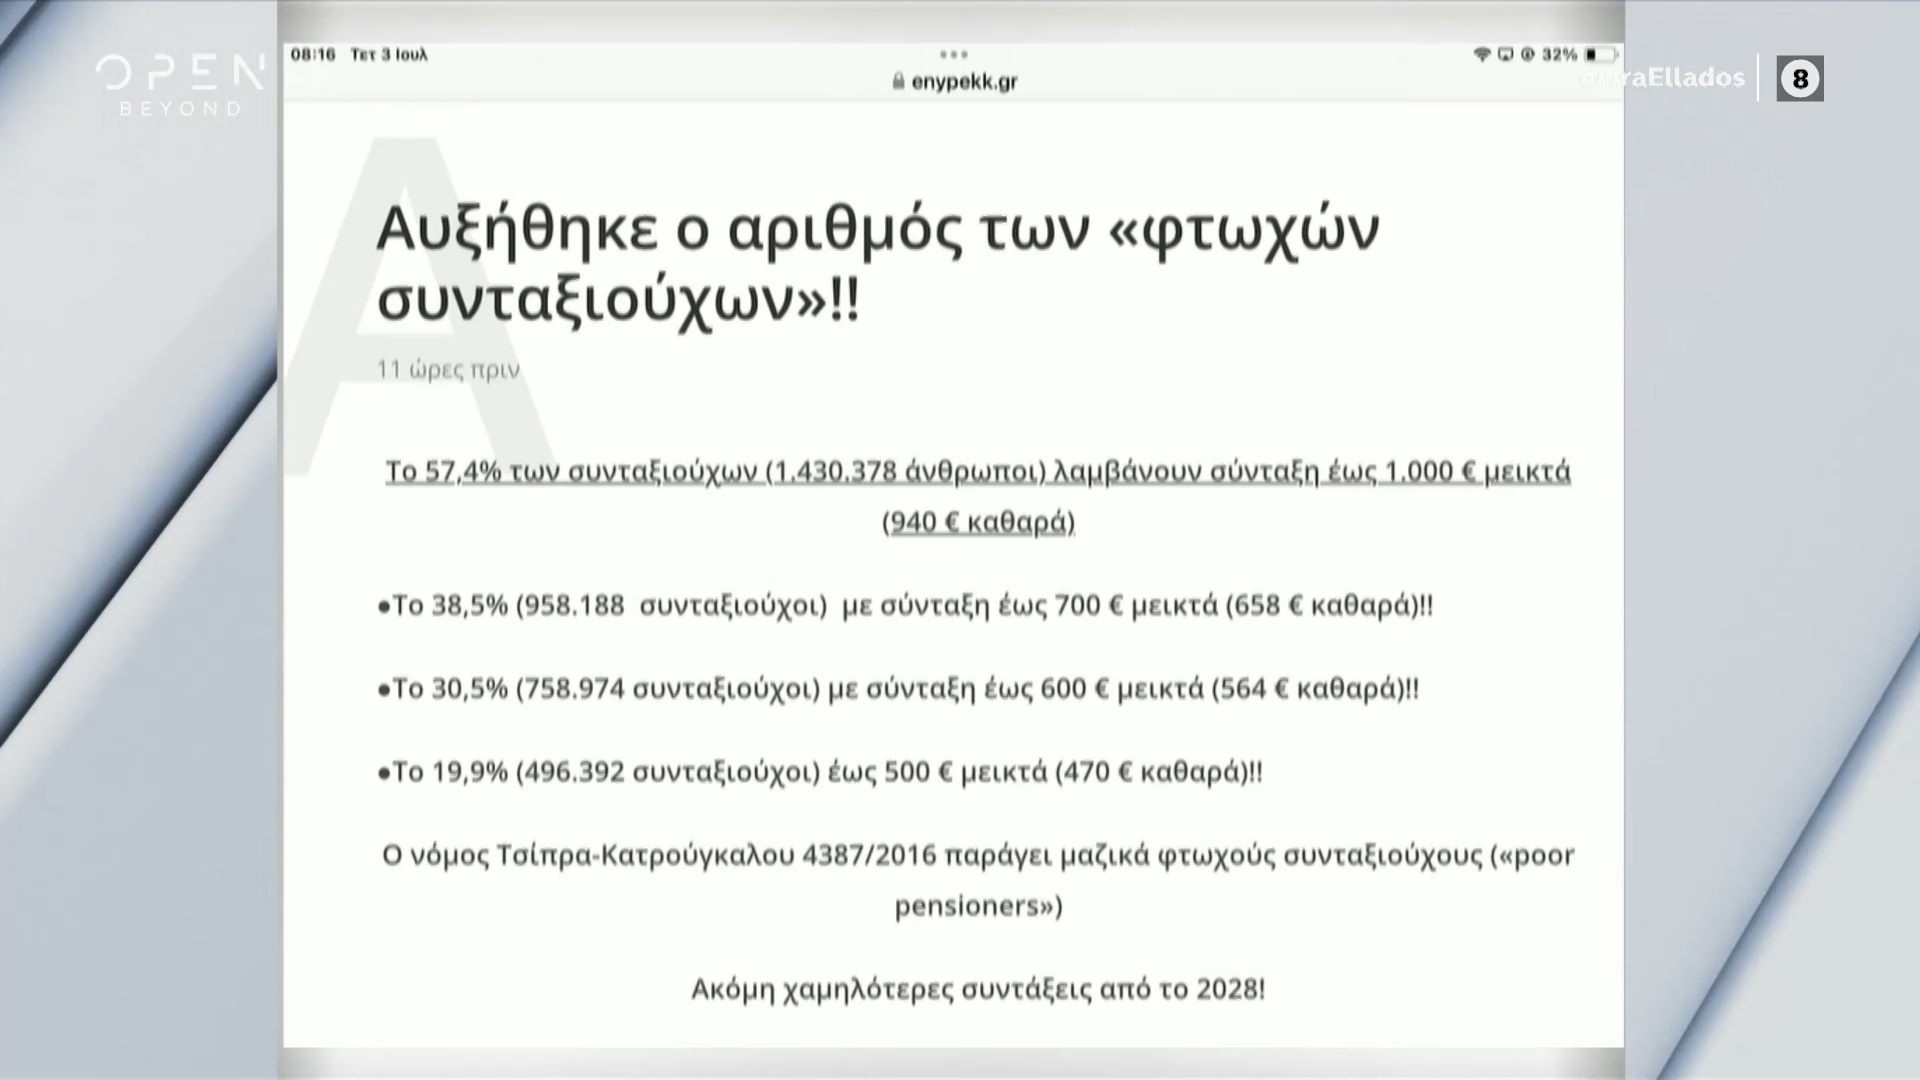 OPEN
BEYOND
08:16 Τετ 3 Ιουλ
32%
enypekk.gr
raEllados
8
Αυξήθηκε ο αριθμός των «φτωχών
συνταξιούχων»!!
11 ώρες πριν
Το 57,4% των συνταξιούχων (1.430.378 άνθρωποι) λαμβάνουν σύνταξη έως 1.000 € μεικτά
(940 € καθαρά)
●Το 38,5% (958.188 συνταξιούχοι) με σύνταξη έως 700 € μεικτά (658 € καθαρά)!!
●Το 30,5% (758.974 συνταξιούχοι) με σύνταξη έως 600 € μεικτά (564 € καθαρά)!!
●Το 19,9% (496.392 συνταξιούχοι) έως 500 € μεικτά (470 € καθαρά)!!
Ο νόμος Τσίπρα-Κατρούγκαλου 4387/2016 παράγει μαζικά φτωχούς συνταξιούχους («poor
pensioners»)
Ακόμη χαμηλότερες συντάξεις από το 2028!